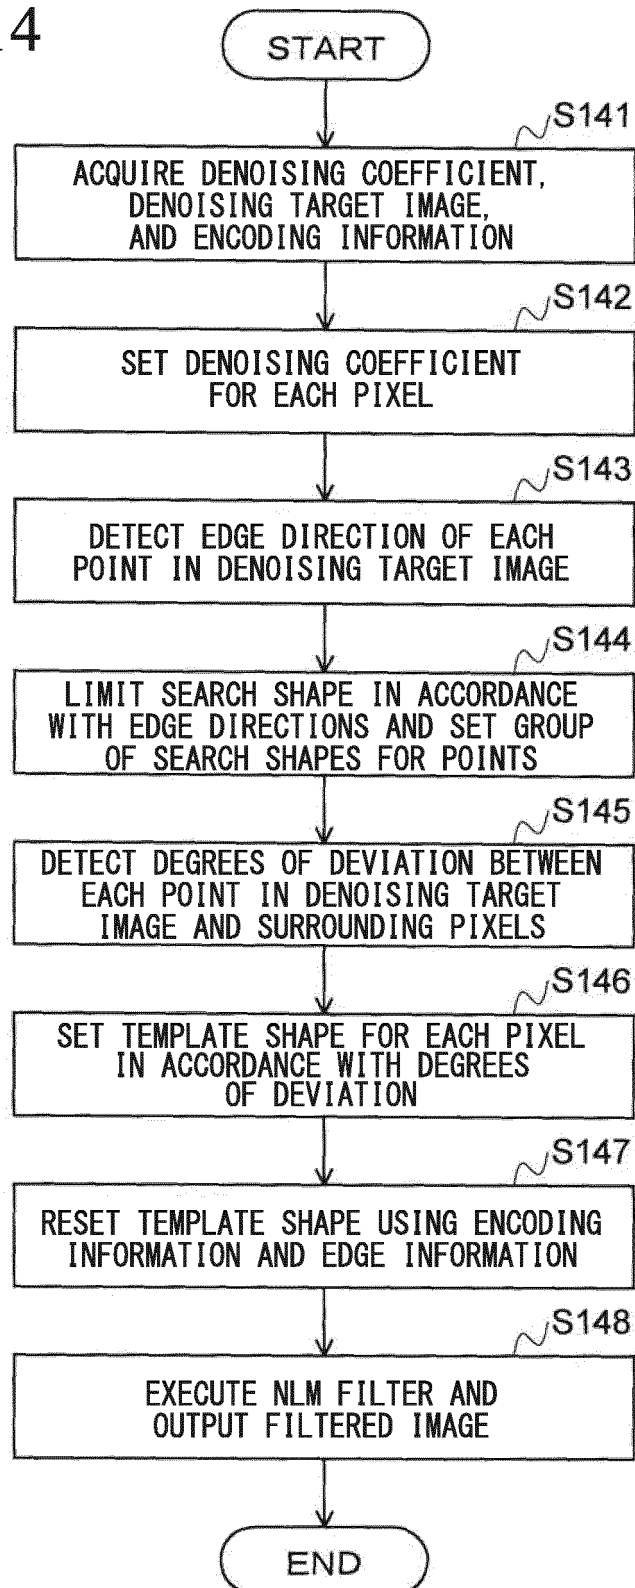 4
START
S141
ACQUIRE DENOISING COEFFICIENT,
DENOISING TARGET IMAGE,
AND ENCODING INFORMATION
S142
SET DENOISING COEFFICIENT
FOR EACH PIXEL
S143
DETECT EDGE DIRECTION OF EACH
POINT IN DENOISING TARGET IMAGE
S144
LIMIT SEARCH SHAPE IN ACCORDANCE
WITH EDGE DIRECTIONS AND SET GROUP
OF SEARCH SHAPES FOR POINTS
S145
DETECT DEGREES OF DEVIATION BETWEEN
EACH POINT IN DENOISING TARGET
IMAGE AND SURROUNDING PIXELS
S146
SET TEMPLATE SHAPE FOR EACH PIXEL
IN ACCORDANCE WITH DEGREES
OF DEVIATION
S147
RESET TEMPLATE SHAPE USING ENCODING
INFORMATION AND EDGE INFORMATION
S148
EXECUTE NLM FILTER AND
OUTPUT FILTERED IMAGE
END